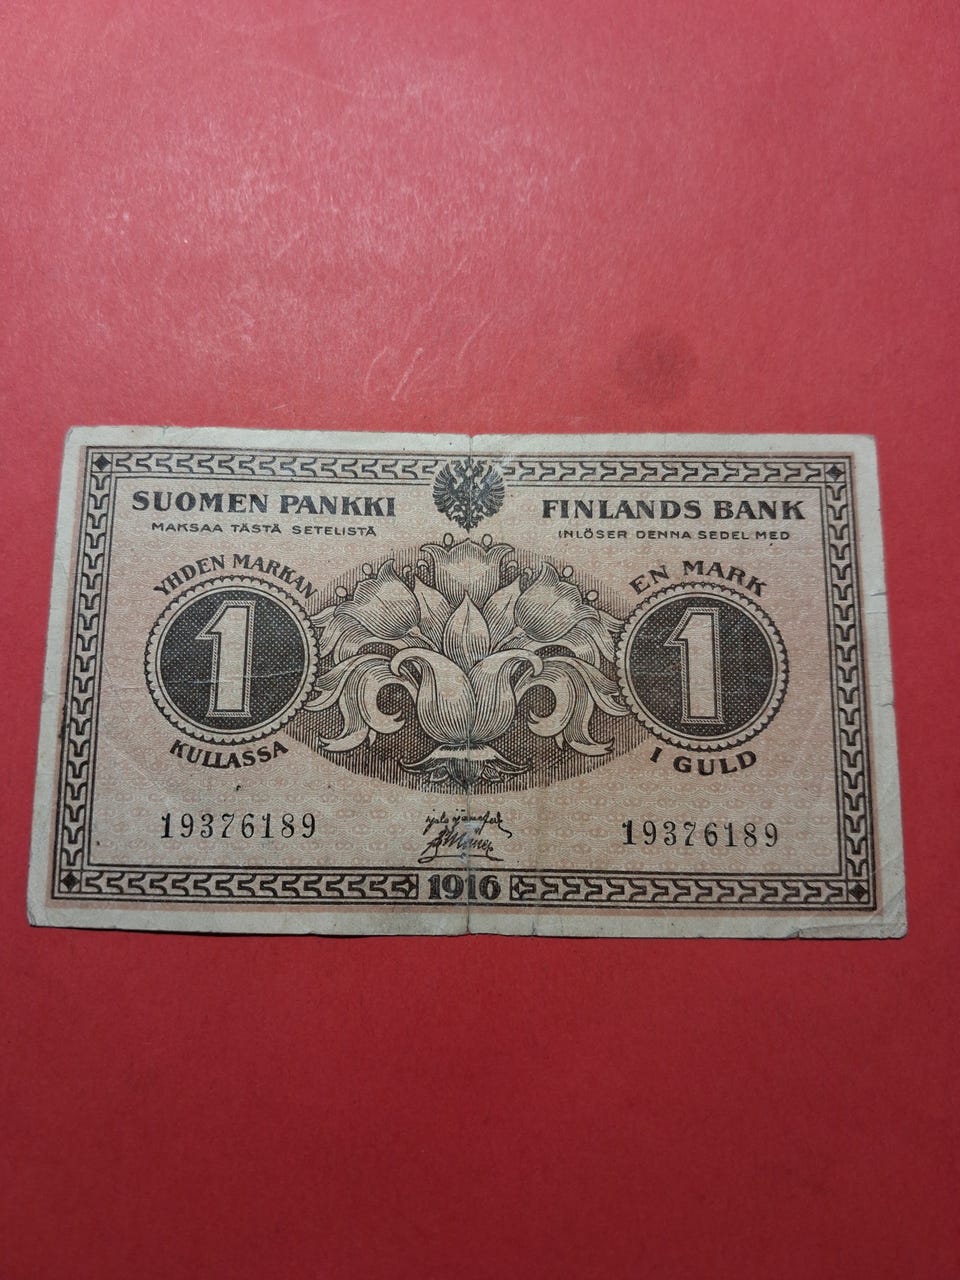 SUOMEN PANKKI
MAKSAA TÄSTÄ SETELISTÄ
YHDEN MARKAN
1
KULLASSA
19376189
FINLANDS BANK
INLÖSER DENNA SEDEL MED
EN MARK
1
I GULD
19376189
1916